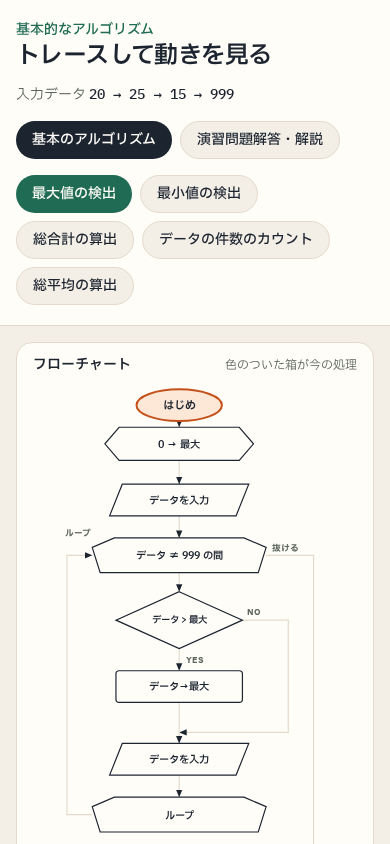 基本的なアルゴリズム
トレースして動きを見る
入力データ 20 → 25 → 15 → 999
基本のアルゴリズム
演習問題解答・解説
最大値の検出
最小値の検出
総合計の算出
データの件数のカウント
総平均の算出
フローチャート
色のついた箱が今の処理
はじめ
0 → 最大
データを入力
ループ
データ ≠ 999 の間
抜ける
データ > 最大
NO
YES
データ→最大
データを入力
ループ